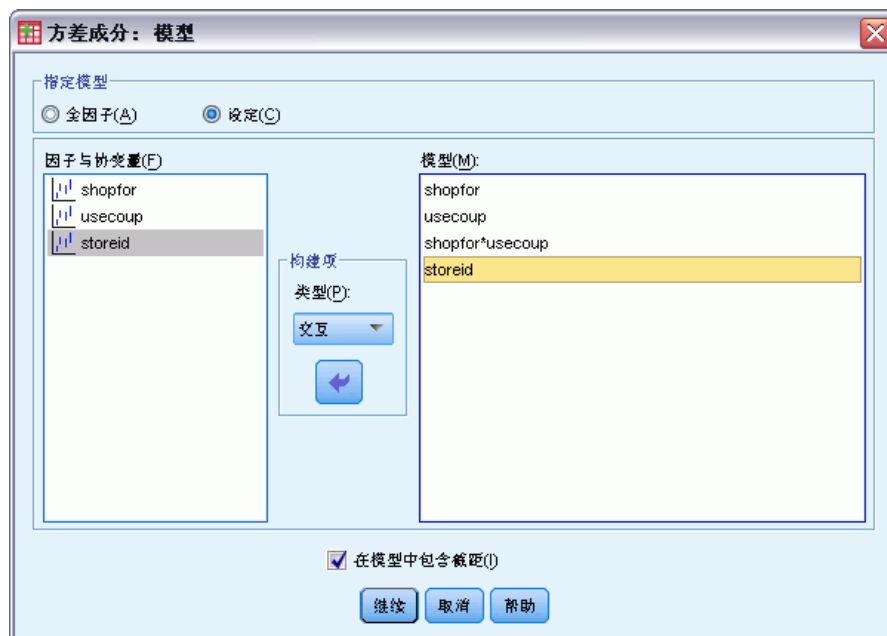 方差成分：模型
指定模型
全因子(A)
设定(C)
因子与协变量(F)
shopfor
usecoup
storeid
构建项
类型(P):
交互
模型(M):
shopfor
usecoup
shopfor*usecoup
storeid
在模型中包含截距(I)
继续
取消
帮助